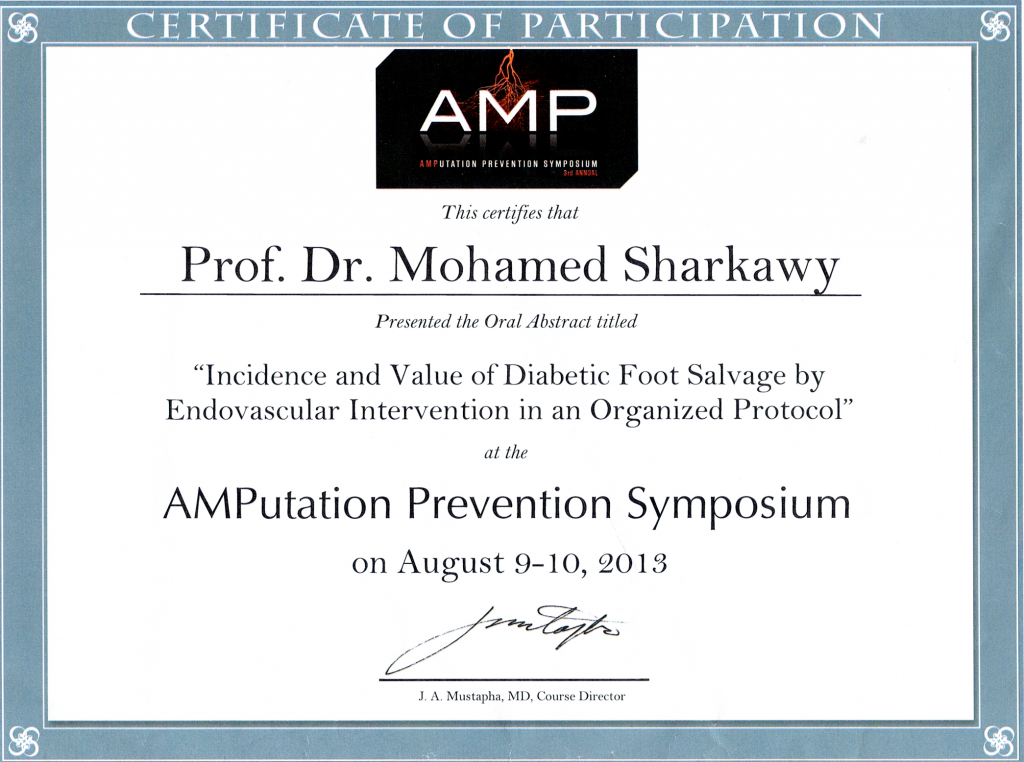 CERTIFICATE OF PARTICIPATION
AMP
AMPUTATION PREVENTION SYMPOSIUM
3rd ANNUAL
This certifies that
Prof. Dr. Mohamed Sharkawy
Presented the Oral Abstract titled
“Incidence and Value of Diabetic Foot Salvage by
Endovascular Intervention in an Organized Protocol”
at the
AMPutation Prevention Symposium
on August 9-10, 2013
J. A. Mustapha, MD, Course Director